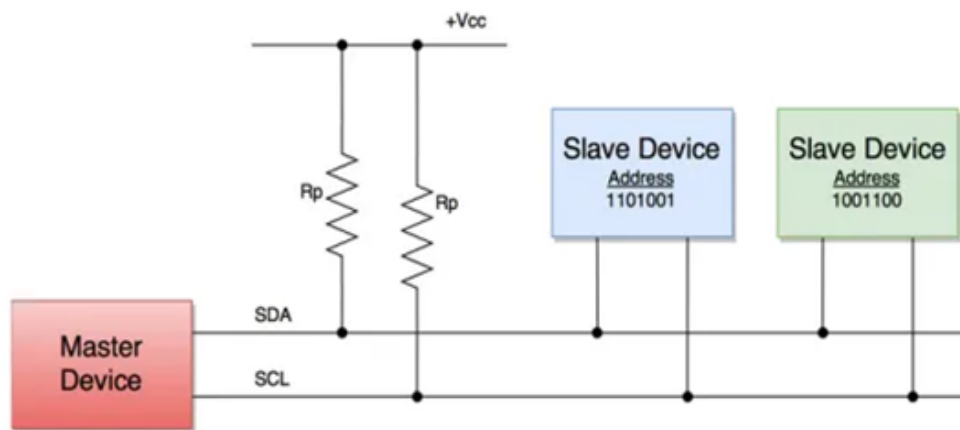 +Vcc
Rp
Rp
Slave Device
Address
1101001
Slave Device
Address
1001100
SDA
Master
Device
SCL